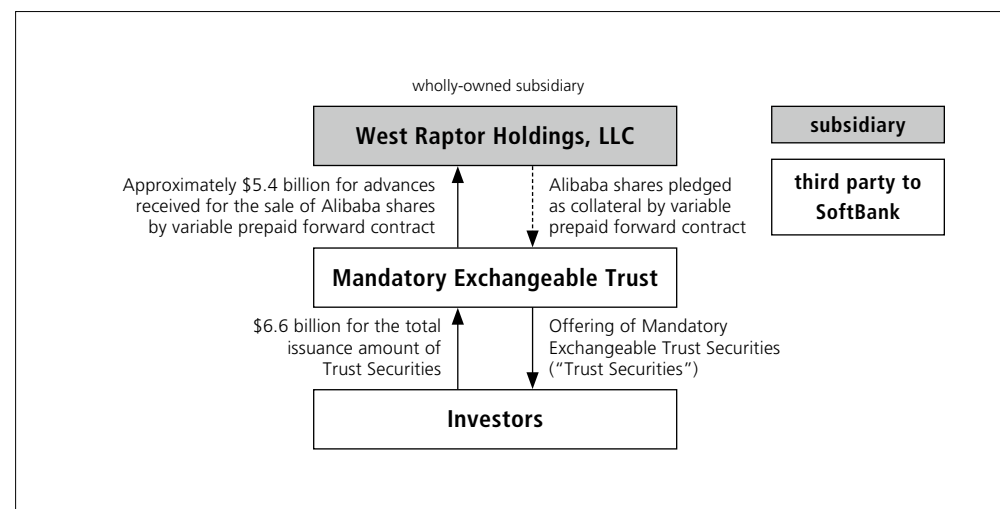 wholly-owned subsidiary
West Raptor Holdings, LLC
subsidiary
third party to
SoftBank
Approximately $5.4 billion for advances
received for the sale of Alibaba shares
by variable prepaid forward contract
Alibaba shares pledged
as collateral by variable
prepaid forward contract
Mandatory Exchangeable Trust
$6.6 billion for the total
issuance amount of
Trust Securities
Offering of Mandatory
Exchangeable Trust Securities
(“Trust Securities”)
Investors